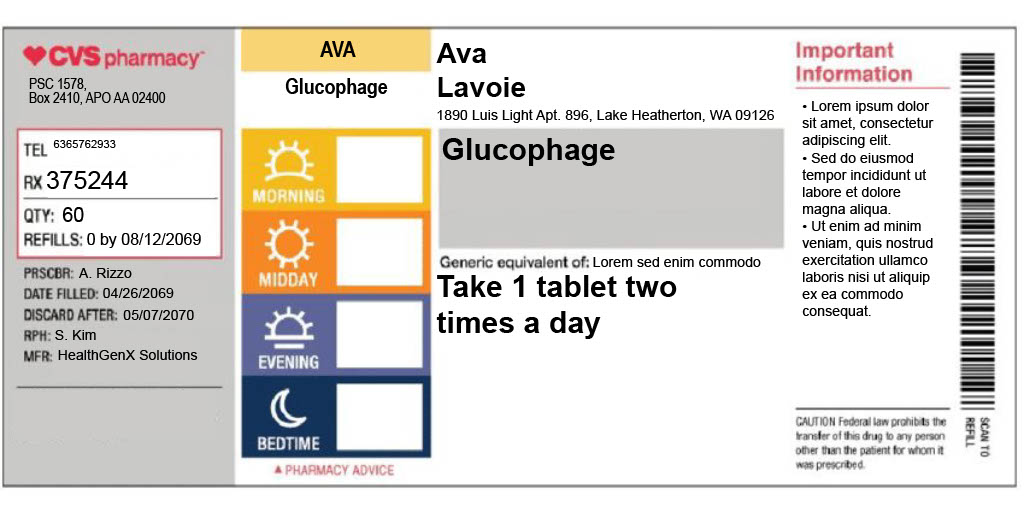 CVS pharmacy™
PSC 1578,
Box 2410, APO AA 02400
TEL 6365762933
RX 375244
QTY: 60
REFILLS: 0 by 08/12/2069
PRSCBR: A. Rizzo
DATE FILLED: 04/26/2069
DISCARD AFTER: 05/07/2070
RPH: S. Kim
MFR: HealthGenX Solutions
AVA
Glucophage
MORNING
MIDDAY
EVENING
BEDTIME
▲ PHARMACY ADVICE
Ava
Lavoie
1890 Luis Light Apt. 896, Lake Heatherton, WA 09126
Glucophage
Generic equivalent of: Lorem sed enim commodo
Take 1 tablet two
times a day
Important
Information
• Lorem ipsum dolor
sit amet, consectetur
adipiscing elit.
• Sed do eiusmod
tempor incididunt ut
labore et dolore
magna aliqua.
• Ut enim ad minim
veniam, quis nostrud
exercitation ullamco
laboris nisi ut aliquip
ex ea commodo
consequat.
CAUTION Federal law prohibits the
transfer of this drug to any person
other than the patient for whom it
was prescribed.
SCAN TO
REFILL